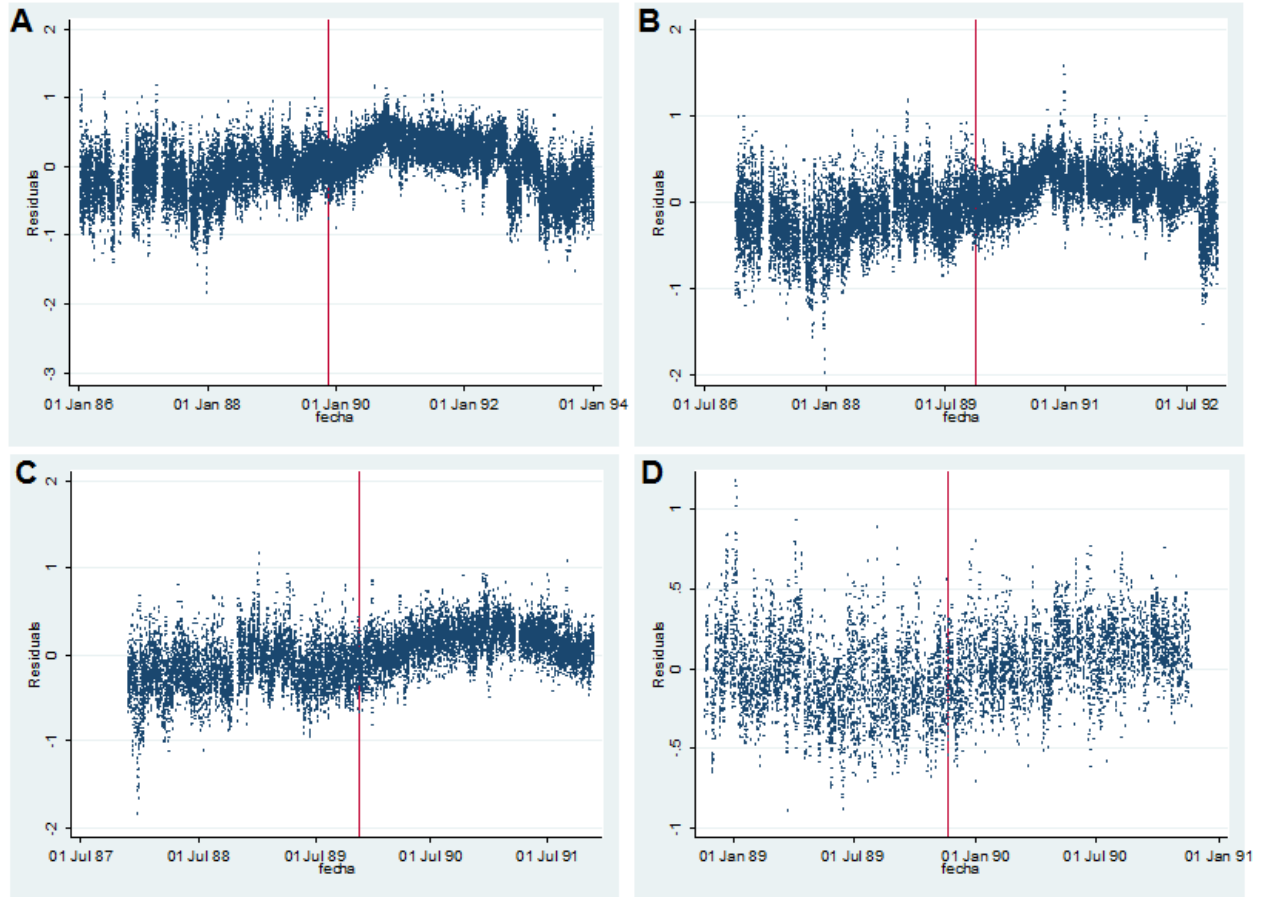 A
2
1
0
-1
-2
-3
Residuals
01 Jan 86 01 Jan 88 01 Jan 90 01 Jan 92 01 Jan 94
fecha
B
2
1
0
-1
-2
Residuals
01 Jul 86 01 Jan 88 01 Jul 89 01 Jan 91 01 Jul 92
fecha
C
2
1
0
-1
-2
Residuals
01 Jul 87 01 Jul 88 01 Jul 89 01 Jul 90 01 Jul 91
fecha
D
1
.5
0
-.5
-1
Residuals
01 Jan 89 01 Jul 89 01 Jan 90 01 Jul 90 01 Jan 91
fecha